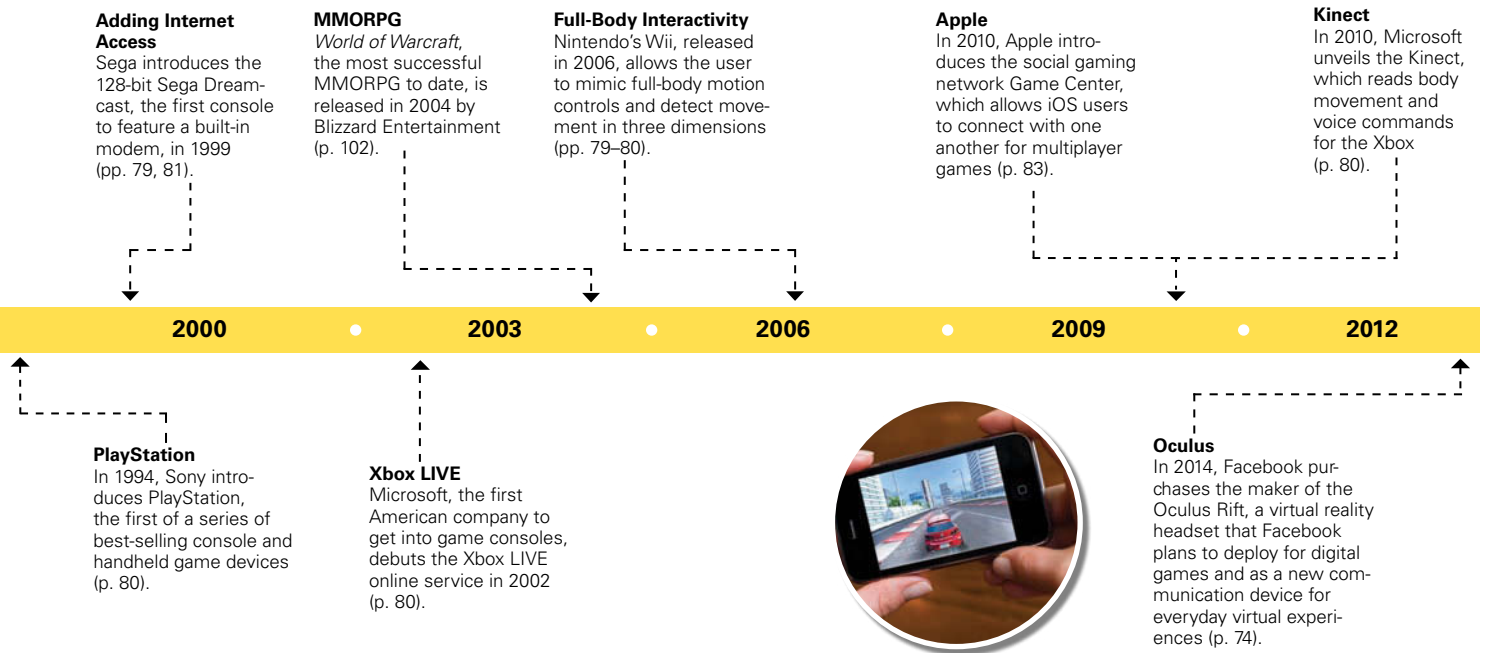 Adding Internet
Access
Sega introduces the
128-bit Sega Dream-
cast, the first console
to feature a built-in
modem, in 1999
(pp. 79, 81).
MMORPG
World of Warcraft,
the most successful
MMORPG to date, is
released in 2004 by
Blizzard Entertainment
(p. 102).
Full-Body Interactivity
Nintendo's Wii, released
in 2006, allows the user
to mimic full-body motion
controls and detect move-
ment in three dimensions
(pp. 79–80).
Apple
In 2010, Apple intro-
duces the social gaming
network Game Center,
which allows iOS users
to connect with one
another for multiplayer
games (p. 83).
Kinect
In 2010, Microsoft
unveils the Kinect,
which reads body
movement and
voice commands
for the Xbox
(p. 80).
2000
2003
2006
2009
2012
PlayStation
In 1994, Sony intro-
duces PlayStation,
the first of a series of
best-selling console and
handheld game devices
(p. 80).
Xbox LIVE
Microsoft, the first
American company to
get into game consoles,
debuts the Xbox LIVE
online service in 2002
(p. 80).
Oculus
In 2014, Facebook pur-
chases the maker of the
Oculus Rift, a virtual reality
headset that Facebook
plans to deploy for digital
games and as a new com-
munication device for
everyday virtual experi-
ences (p. 74).